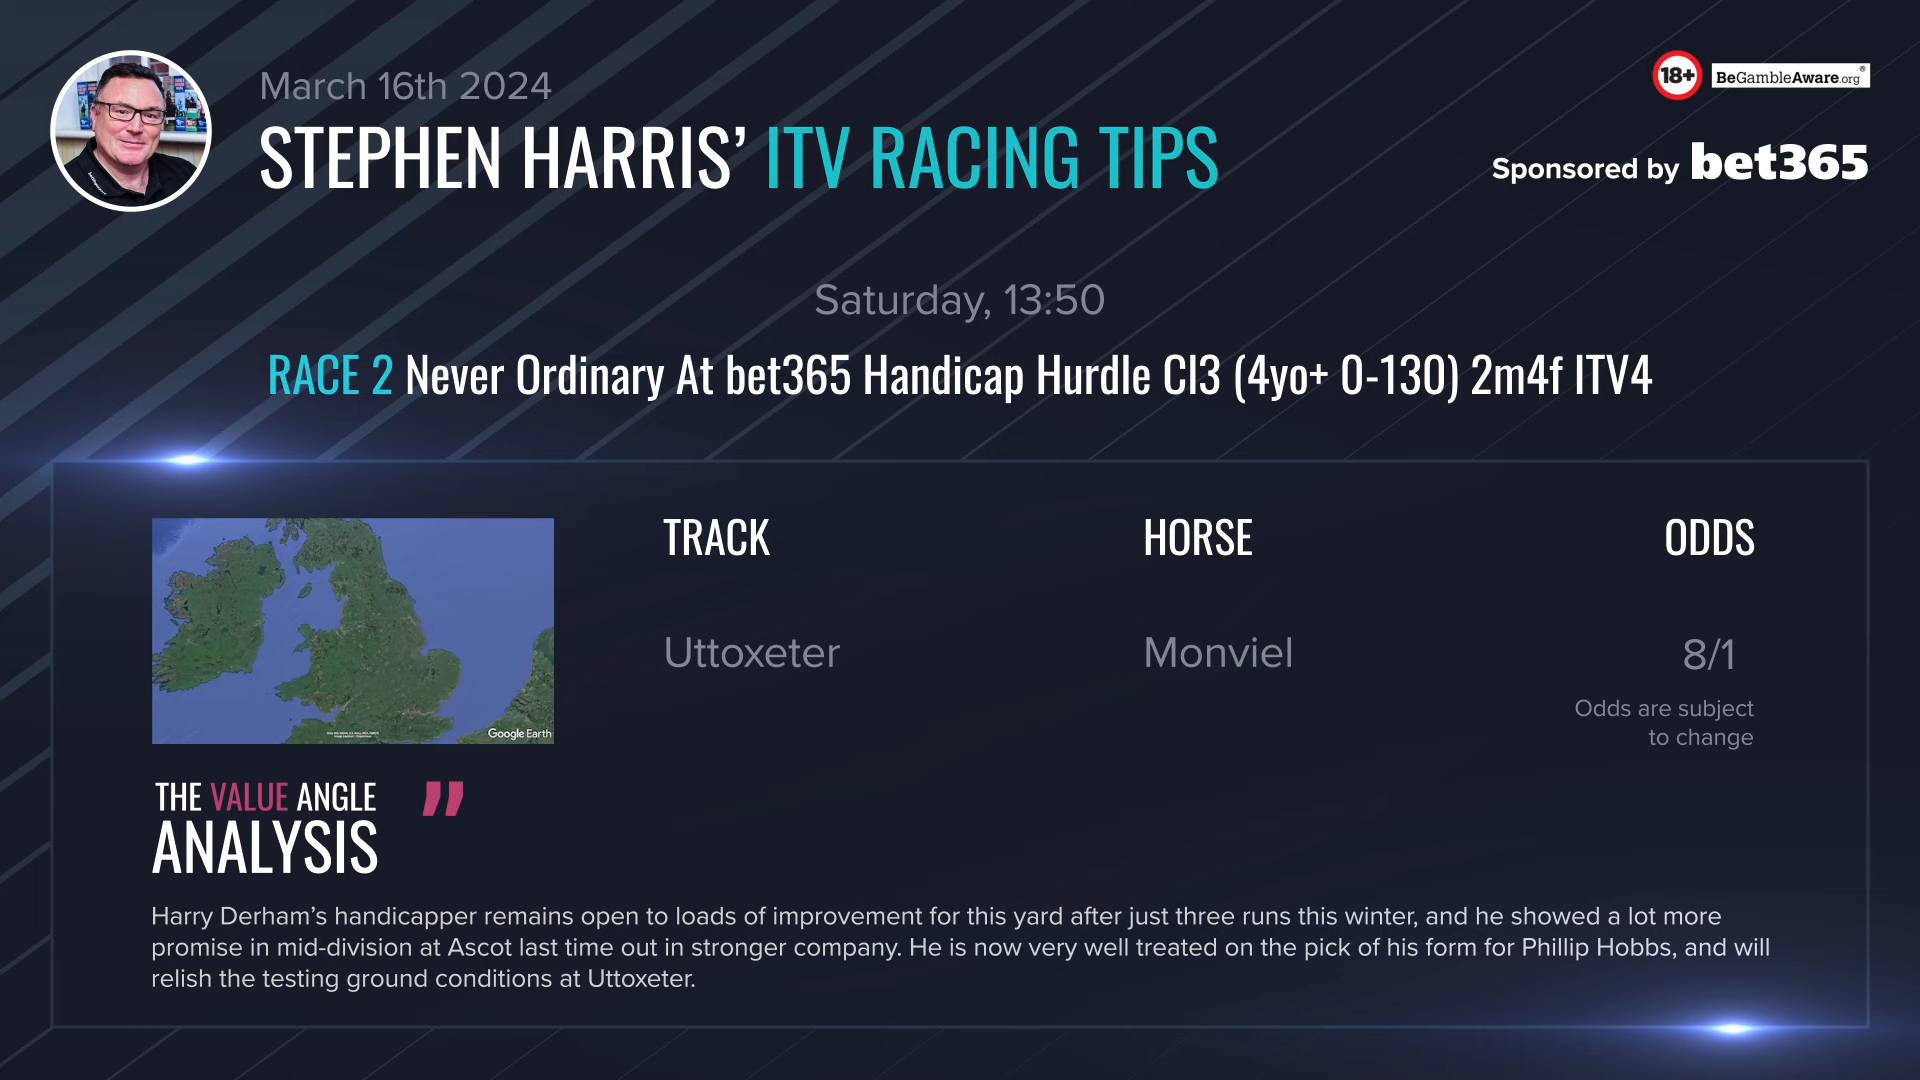 March 16th 2024
STEPHEN HARRIS’ ITV RACING TIPS
18+
BeGambleAware.org®
Sponsored by bet365
Saturday, 13:50
RACE 2 Never Ordinary At bet365 Handicap Hurdle Cl3 (4yo+ 0-130) 2m4f ITV4
TRACK
HORSE
ODDS
Uttoxeter
Monviel
8/1
Odds are subject
to change
Google Earth
THE VALUE ANGLE
ANALYSIS
”
Harry Derham’s handicapper remains open to loads of improvement for this yard after just three runs this winter, and he showed a lot more
promise in mid-division at Ascot last time out in stronger company. He is now very well treated on the pick of his form for Phillip Hobbs, and will
relish the testing ground conditions at Uttoxeter.